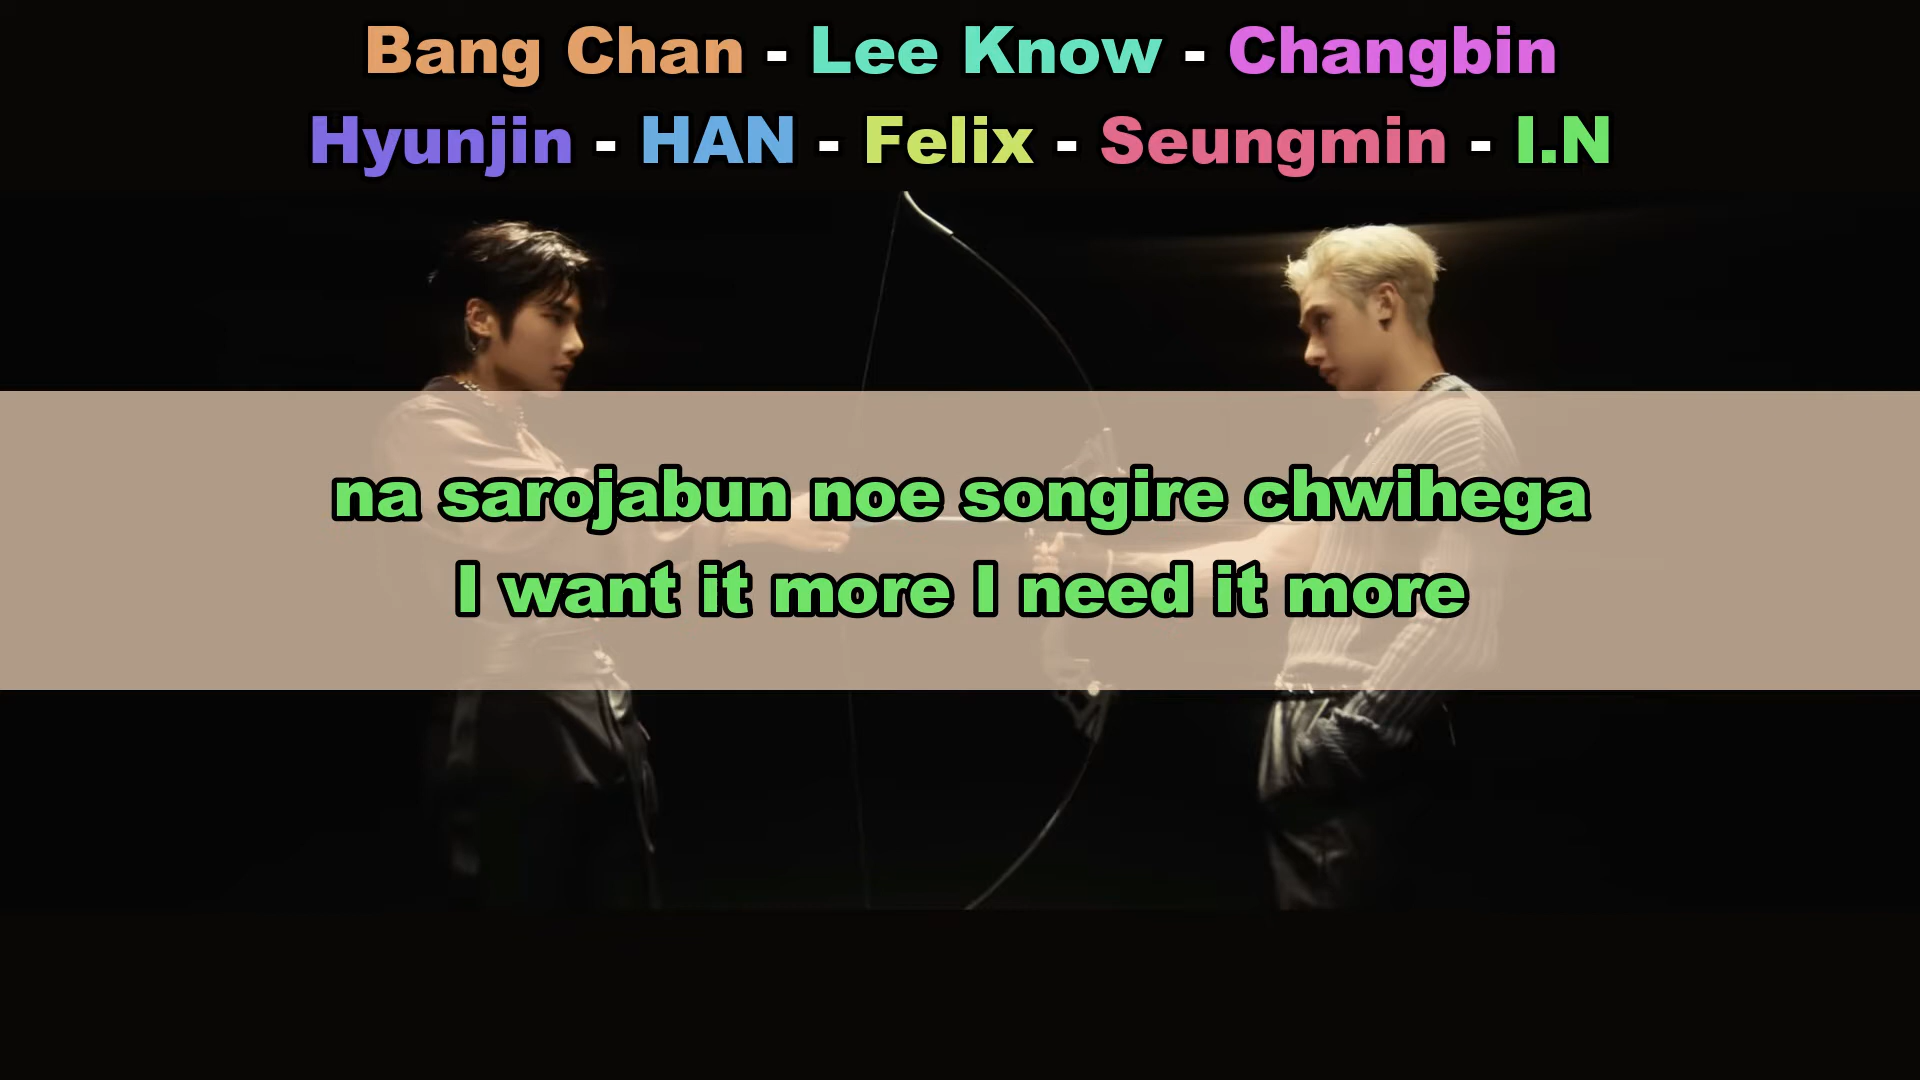 Bang Chan - Lee Know - Changbin
Hyunjin - HAN - Felix - Seungmin - I.N
na sarojabun noe songire chwihega
I want it more I need it more